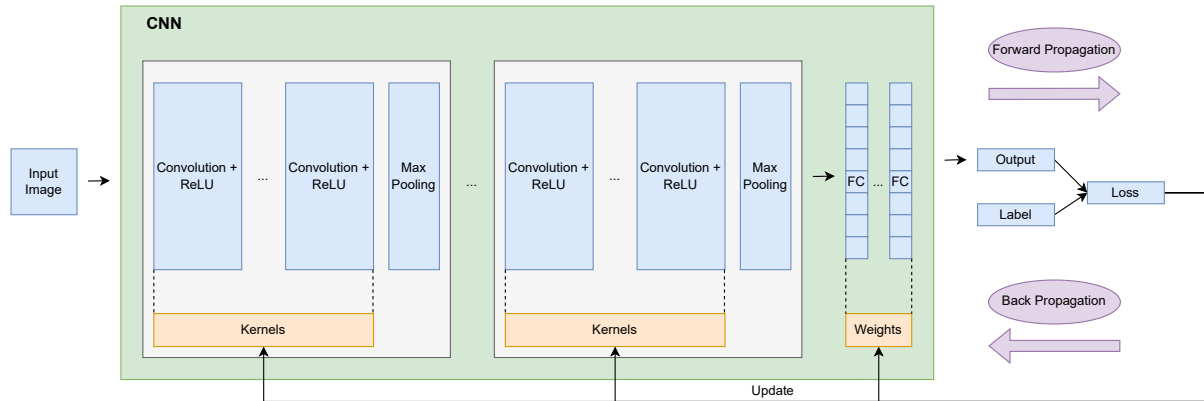 CNN
Forward Propagation
Input
Image
Convolution +
ReLU
...
Convolution +
ReLU
Max
Pooling
...
Convolution +
ReLU
...
Convolution +
ReLU
Max
Pooling
FC
...
FC
Output
Label
Loss
Back Propagation
Kernels
Kernels
Weights
Update